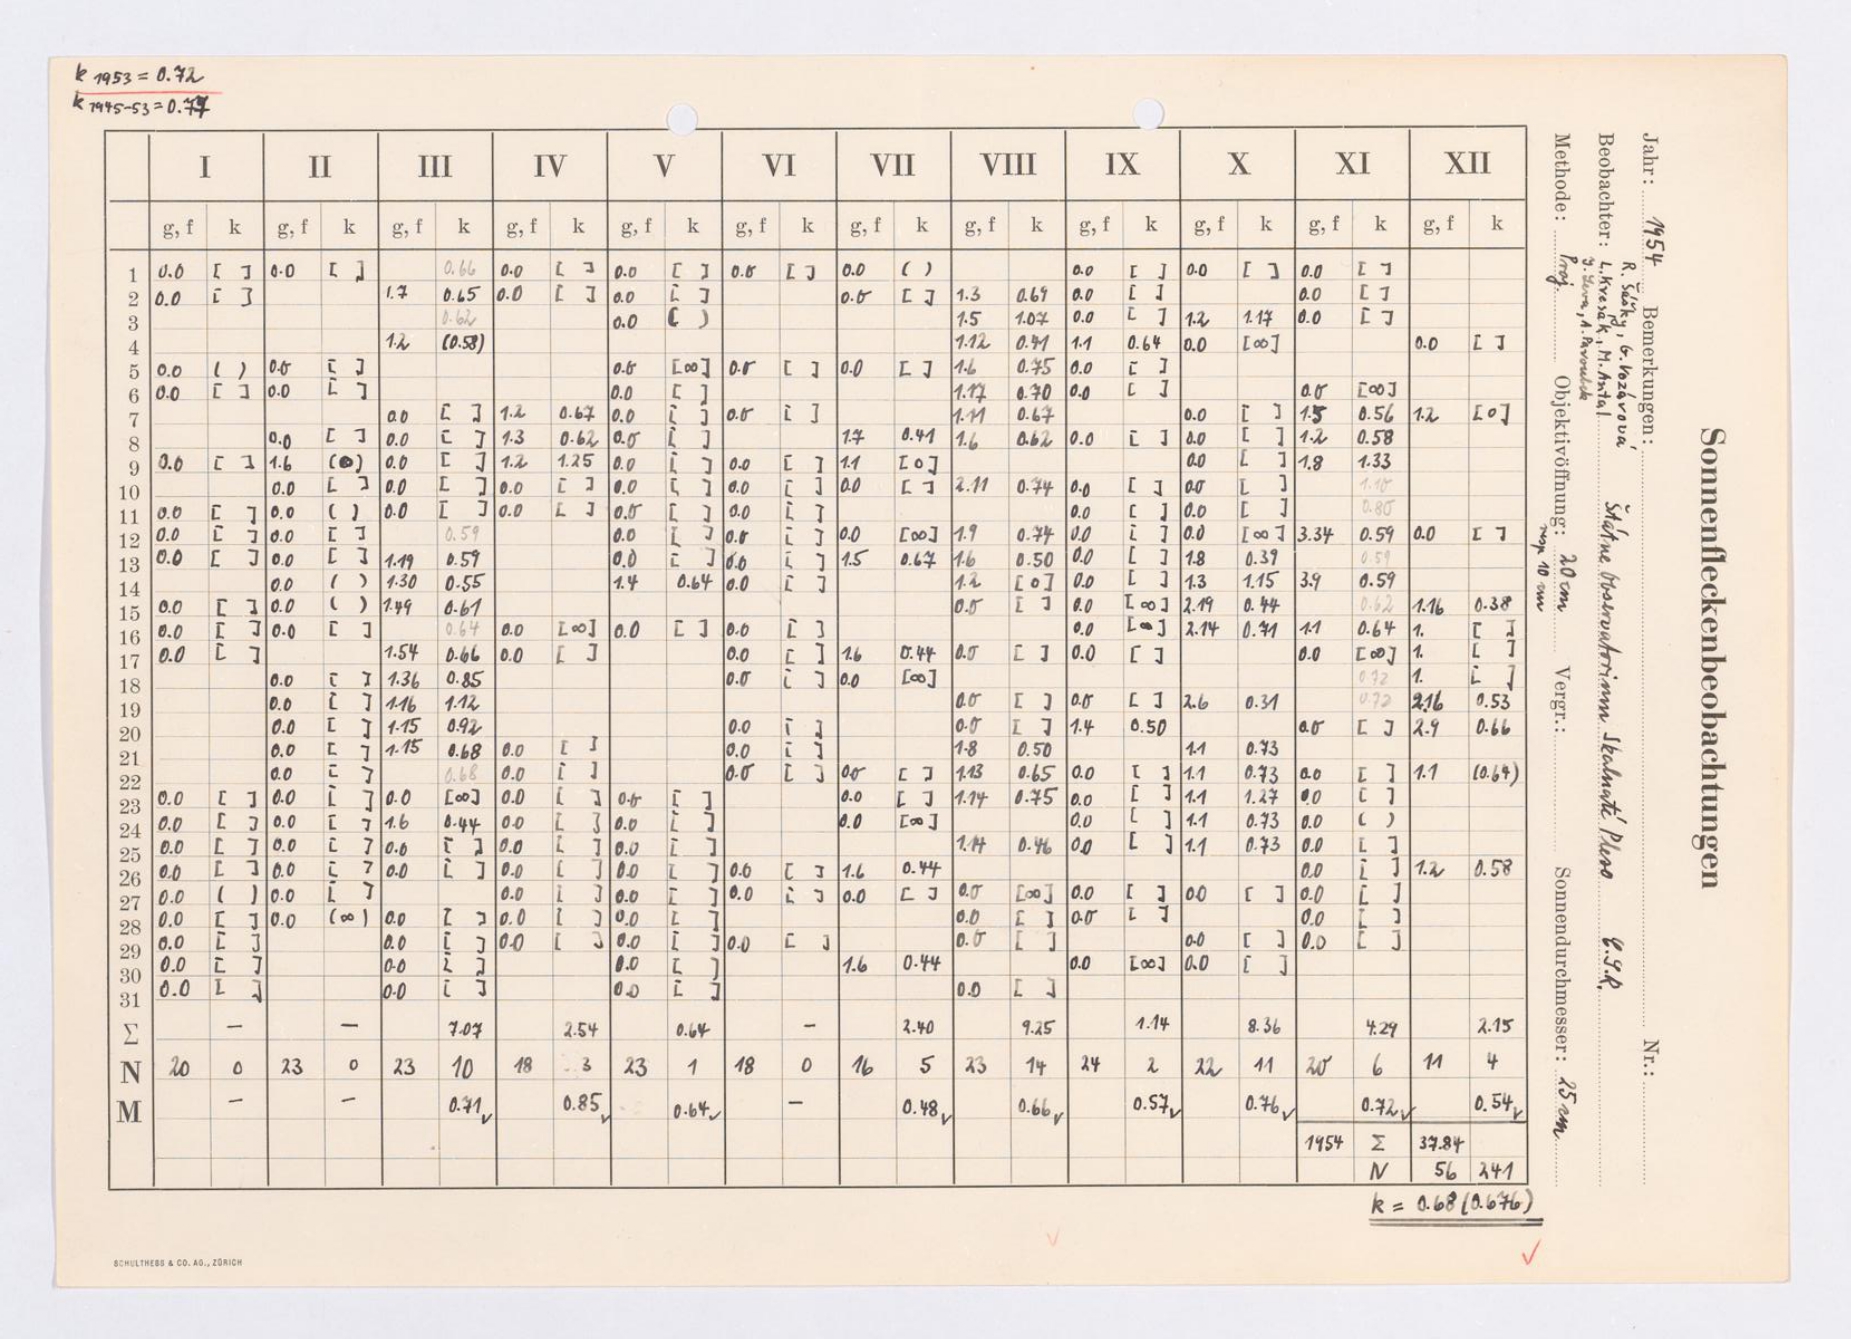 k 1953 = 0.72
k 1945-53 = 0.77
I II III IV V VI VII VIII IX X XI XII
g, f k g, f k g, f k g, f k g, f k g, f k g, f k g, f k g, f k g, f k g, f k g, f k
1 0.0 [ ] 0.0 [ ] 0.66 0.0 [ ] 0.0 [ ] 0.0 [ ] 0.0 ( ) 0.0 [ ] 0.0 [ ] 0.0 [ ]
2 0.0 [ ] 1.7 0.65 0.0 [ ] 0.0 [ ] 0.0 [ ] 1.3 0.69 0.0 [ ] 0.0 [ ]
3 0.62 0.0 ( ) 1.5 1.07 0.0 [ ] 1.2 1.17 0.0 [ ]
4 1.2 (0.58) 1.12 0.41 1.1 0.64 0.0 [∞] 0.0 [ ]
5 0.0 ( ) 0.0 [ ] 0.0 [∞] 0.0 [ ] 0.0 [ ] 1.6 0.75 0.0 [ ]
6 0.0 [ ] 0.0 [ ] 0.0 [ ] 1.17 0.70 0.0 [ ] 0.0 [∞]
7 0.0 [ ] 1.2 0.67 0.0 [ ] 0.0 [ ] 1.11 0.67 0.0 [ ] 1.5 0.56 1.2 [0]
8 0.0 [ ] 0.0 [ ] 1.3 0.62 0.0 [ ] 1.7 0.41 1.6 0.62 0.0 [ ] 0.0 [ ] 1.2 0.58
9 0.0 [ ] 1.6 (0) 0.0 [ ] 1.2 1.25 0.0 [ ] 0.0 [ ] 1.1 [0] 0.0 [ ] 1.8 1.33
10 0.0 [ ] 0.0 [ ] 0.0 [ ] 0.0 [ ] 0.0 [ ] 0.0 [ ] 2.11 0.74 0.0 [ ] 0.0 [ ] 1.10
11 0.0 [ ] 0.0 ( ) 0.0 [ ] 0.0 [ ] 0.0 [ ] 0.0 [ ] 0.0 [ ] 0.0 [ ] 0.80
12 0.0 [ ] 0.0 [ ] 0.59 0.0 [ ] 0.0 [ ] 0.0 [∞] 1.9 0.74 0.0 [ ] 0.0 [∞] 3.34 0.59 0.0 [ ]
13 0.0 [ ] 0.0 [ ] 1.19 0.59 0.0 [ ] 0.0 [ ] 1.5 0.67 1.6 0.50 0.0 [ ] 1.8 0.39 0.59
14 0.0 ( ) 1.30 0.55 1.4 0.64 0.0 [ ] 1.2 [0] 0.0 [ ] 1.3 1.15 3.9 0.59
15 0.0 [ ] 0.0 ( ) 1.49 0.61 0.0 [ ] 0.0 [∞] 2.19 0.44 0.62 1.16 0.38
16 0.0 [ ] 0.0 [ ] 0.64 0.0 [∞] 0.0 [ ] 0.0 [ ] 0.0 [∞] 2.14 0.71 1.1 0.64 1. [ ]
17 0.0 [ ] 1.54 0.66 0.0 [ ] 0.0 [ ] 1.6 0.44 0.0 [ ] 0.0 [ ] 0.0 [∞] 1. [ ]
18 0.0 [ ] 1.36 0.85 0.0 [ ] 0.0 [∞] 0.72 1. [ ]
19 0.0 [ ] 1.16 1.12 0.0 [ ] 0.0 [ ] 2.6 0.31 0.72 2.16 0.53
20 0.0 [ ] 1.15 0.92 0.0 [ ] 0.0 [ ] 1.4 0.50 0.0 [ ] 2.9 0.66
21 0.0 [ ] 1.15 0.68 0.0 [ ] 0.0 [ ] 1.8 0.50 1.1 0.73
22 0.0 [ ] 0.68 0.0 [ ] 0.0 [ ] 0.0 [ ] 1.13 0.65 0.0 [ ] 1.1 0.73 0.0 [ ] 1.1 (0.64)
23 0.0 [ ] 0.0 [ ] 0.0 [∞] 0.0 [ ] 0.0 [ ] 0.0 [ ] 1.14 0.75 0.0 [ ] 1.1 1.27 0.0 [ ]
24 0.0 [ ] 0.0 [ ] 1.6 0.44 0.0 [ ] 0.0 [ ] 0.0 [∞] 0.0 [ ] 1.1 0.73 0.0 ( )
25 0.0 [ ] 0.0 [ ] 0.0 [ ] 0.0 [ ] 0.0 [ ] 1.14 0.46 0.0 [ ] 1.1 0.73 0.0 [ ]
26 0.0 [ ] 0.0 [ ] 0.0 [ ] 0.0 [ ] 0.0 [ ] 0.0 [ ] 1.6 0.44 0.0 [ ] 1.2 0.58
27 0.0 ( ) 0.0 [ ] 0.0 [ ] 0.0 [ ] 0.0 [ ] 0.0 [ ] 0.0 [∞] 0.0 [ ] 0.0 [ ] 0.0 [ ]
28 0.0 [ ] 0.0 (∞) 0.0 [ ] 0.0 [ ] 0.0 [ ] 0.0 [ ] 0.0 [ ] 0.0 [ ]
29 0.0 [ ] 0.0 [ ] 0.0 [ ] 0.0 [ ] 0.0 [ ] 0.0 [ ] 0.0 [ ] 0.0 [ ]
30 0.0 [ ] 0.0 [ ] 0.0 [ ] 1.6 0.44 0.0 [∞] 0.0 [ ]
31 0.0 [ ] 0.0 [ ] 0.0 [ ] 0.0 [ ]
Σ — — 7.07 2.54 0.64 — 2.40 9.25 1.14 8.36 4.29 2.15
N 20 0 23 0 23 10 18 3 23 1 18 0 16 5 23 14 24 2 22 11 20 6 11 4
M — — 0.71 0.85 0.64 — 0.48 0.66 0.57 0.76 0.72 0.54
1954 Σ 37.84
N 56 241
k = 0.68 (0.676)
SCHULTHESS & CO. AG., ZÜRICH
Sonnenfleckenbeobachtungen
Jahr: 1954 Bemerkungen: Nr.:
R. Šášky, G. Vozárová
Beobachter: L. Kresák, M. Antal Štátne observatorium Skalnaté Pleso Č.S.R.
Methode: Proj. Objektivöffnung: 20 cm Vergr.: Sonnendurchmesser: 25 cm
resp 10 cm